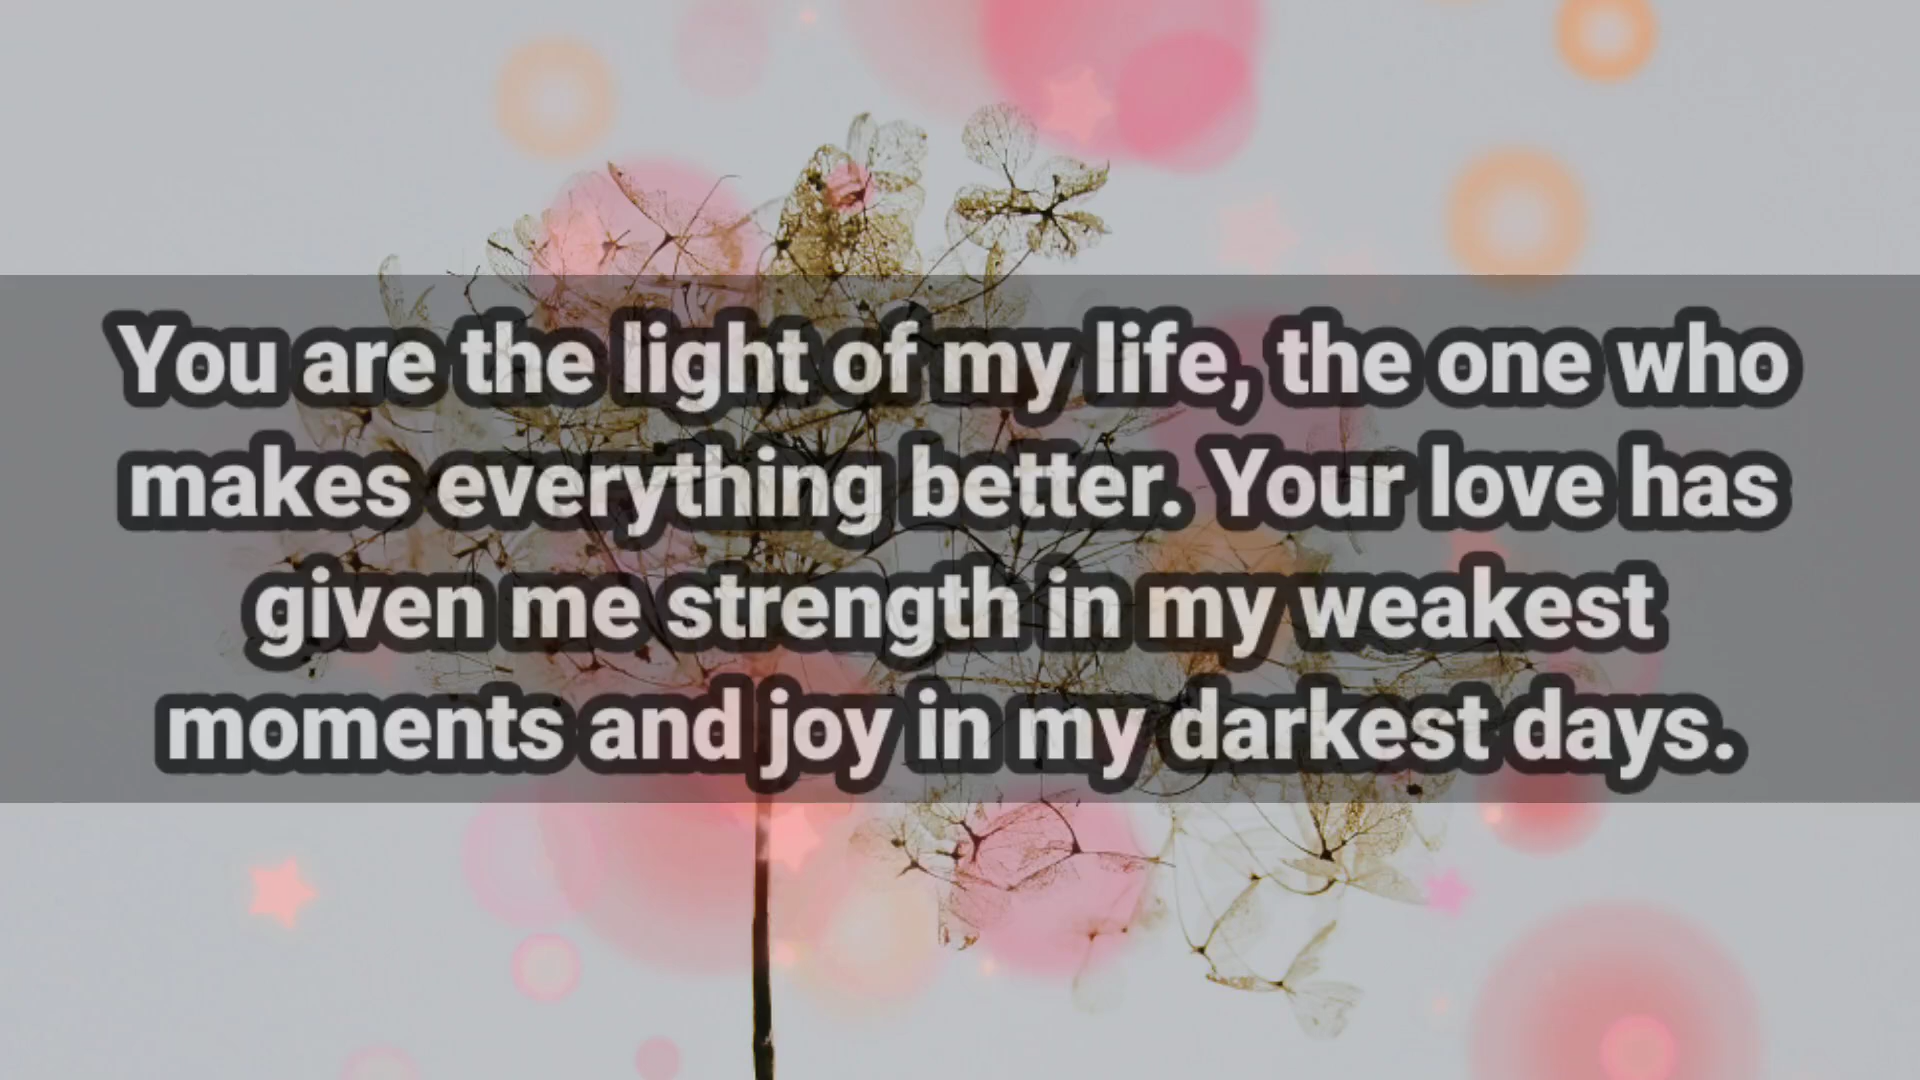 You are the light of my life, the one who
makes everything better. Your love has
given me strength in my weakest
moments and joy in my darkest days.